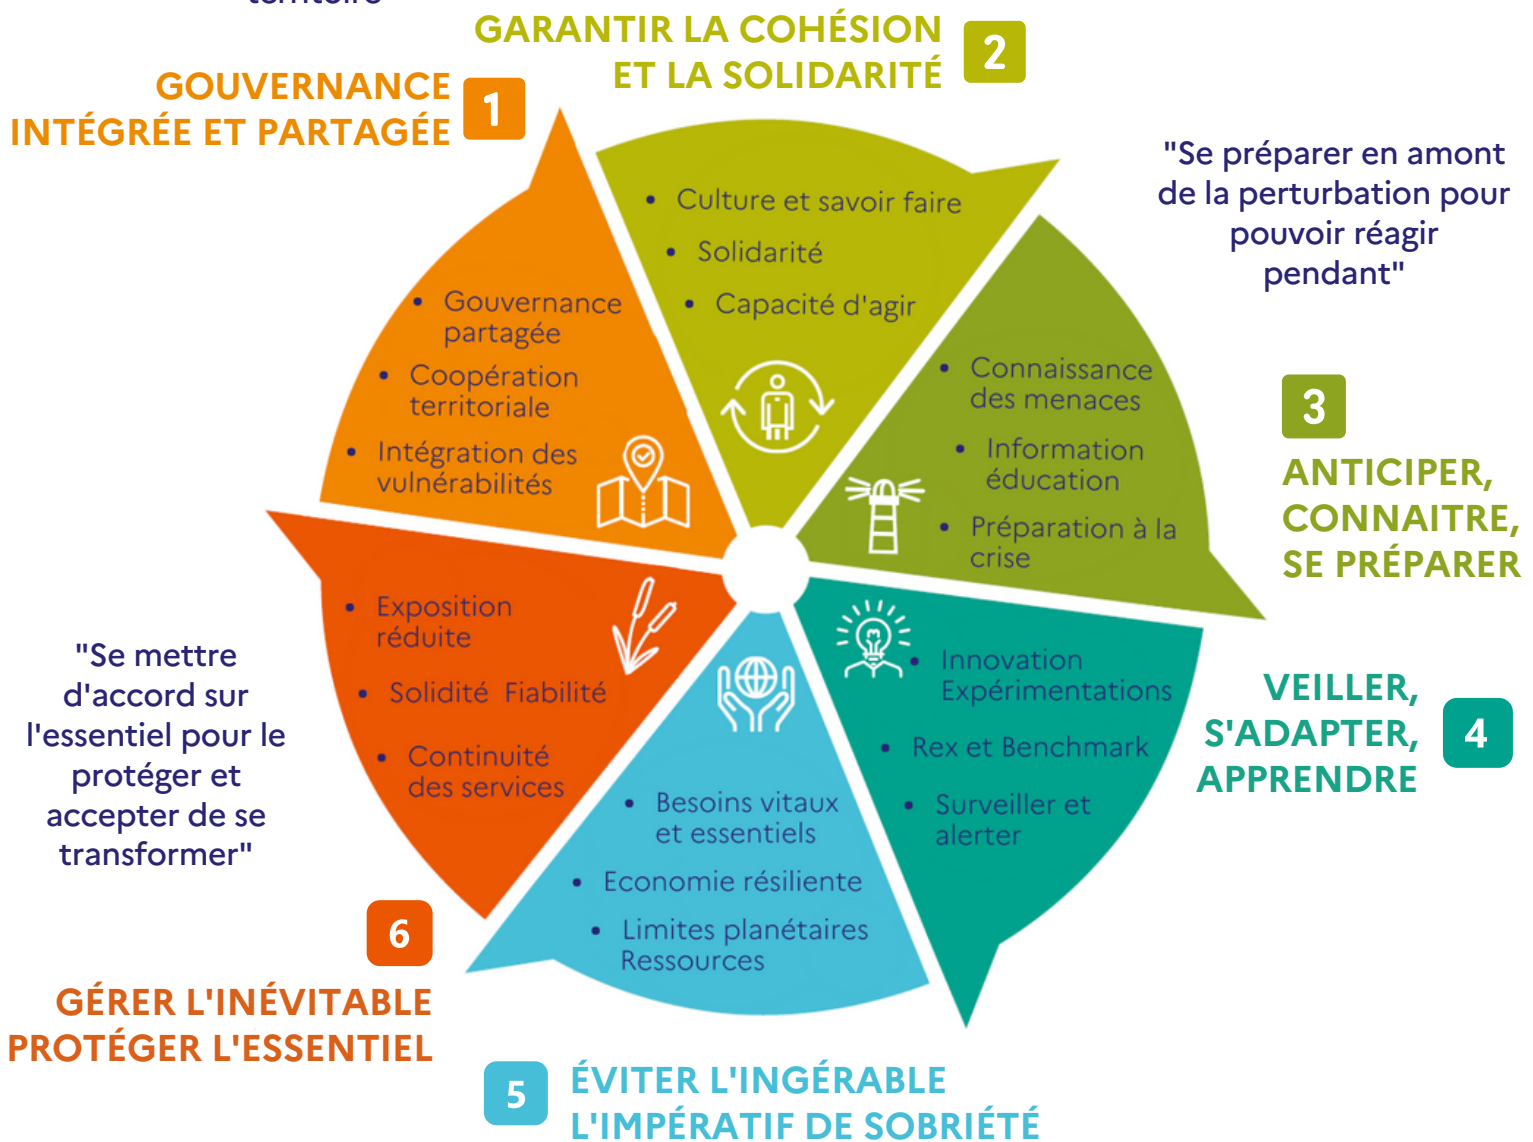 territoire
GARANTIR LA COHÉSION
ET LA SOLIDARITÉ
2
GOUVERNANCE
INTÉGRÉE ET PARTAGÉE
1
"Se préparer en amont
de la perturbation pour
pouvoir réagir
pendant"
• Culture et savoir faire
• Solidarité
• Capacité d'agir
• Gouvernance
partagée
• Coopération
territoriale
• Intégration des
vulnérabilités
• Connaissance
des menaces
• Information
éducation
• Préparation à la
crise
3
ANTICIPER,
CONNAITRE,
SE PRÉPARER
• Exposition
réduite
• Solidité Fiabilité
• Continuité
des services
"Se mettre
d'accord sur
l'essentiel pour le
protéger et
accepter de se
transformer"
• Innovation
Expérimentations
• Rex et Benchmark
• Surveiller et
alerter
VEILLER,
S'ADAPTER,
APPRENDRE
4
• Besoins vitaux
et essentiels
• Economie résiliente
• Limites planétaires
Ressources
6
GÉRER L'INÉVITABLE
PROTÉGER L'ESSENTIEL
5
ÉVITER L'INGÉRABLE
L'IMPÉRATIF DE SOBRIÉTÉ